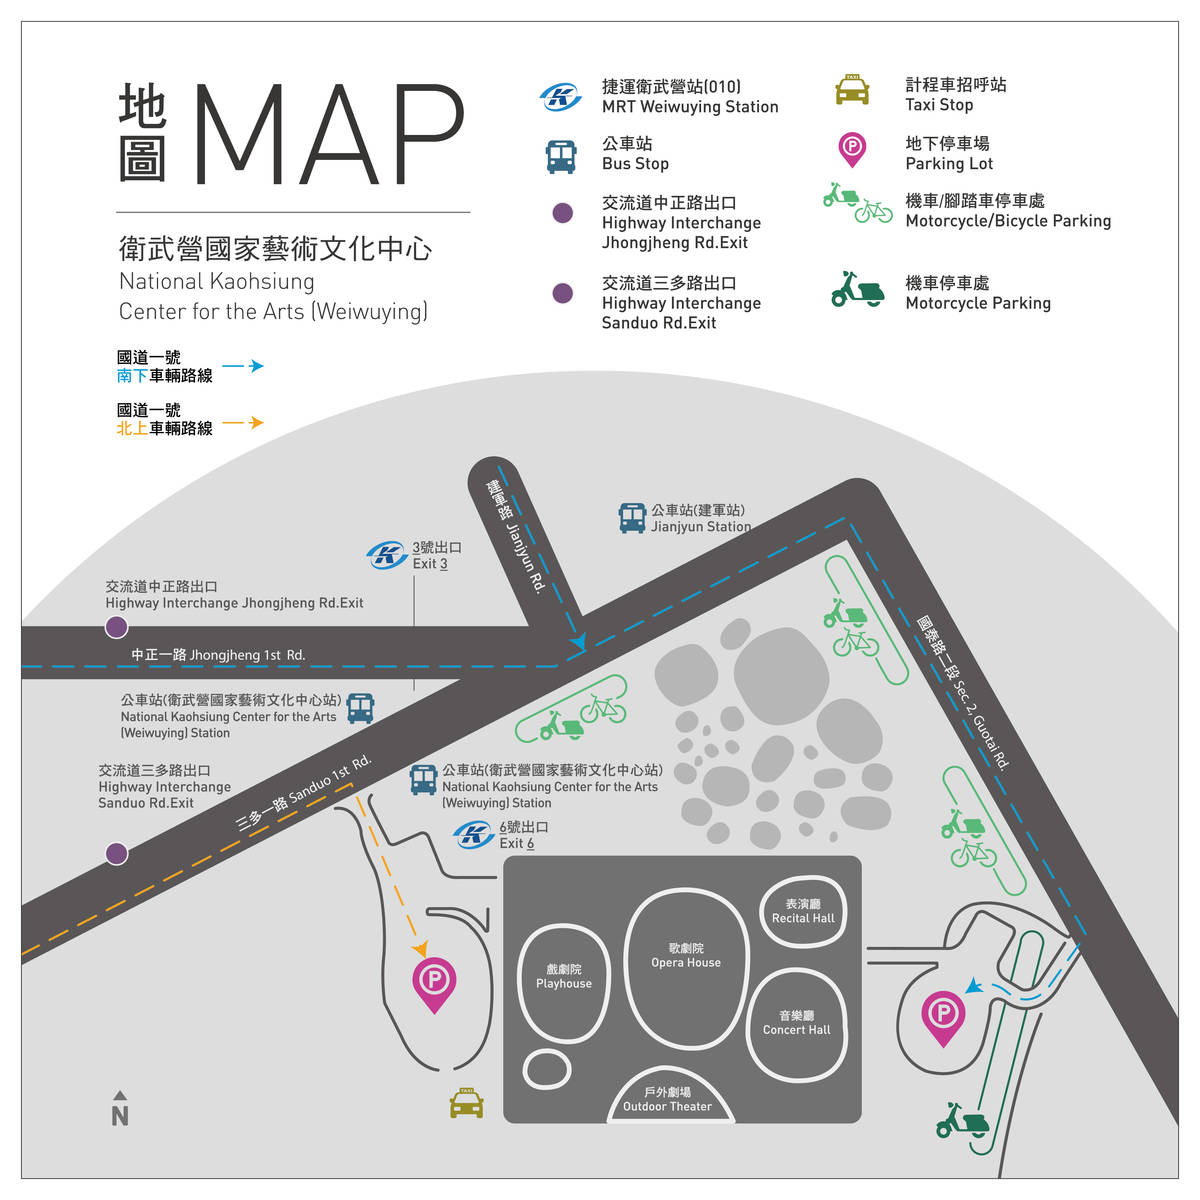 地圖 MAP
衛武營國家藝術文化中心
National Kaohsiung
Center for the Arts (Weiwuying)
國道一號
南下車輛路線
國道一號
北上車輛路線
捷運衛武營站(010)
MRT Weiwuying Station
公車站
Bus Stop
交流道中正路出口
Highway Interchange
Jhongjheng Rd.Exit
交流道三多路出口
Highway Interchange
Sanduo Rd.Exit
TAXI
計程車招呼站
Taxi Stop
P
地下停車場
Parking Lot
機車/腳踏車停車處
Motorcycle/Bicycle Parking
機車停車處
Motorcycle Parking
建軍路 Jianjyun Rd.
公車站(建軍站)
Jianjyun Station
3號出口
Exit 3
交流道中正路出口
Highway Interchange Jhongjheng Rd.Exit
中正一路 Jhongjheng 1st Rd.
國泰路二段 Sec.2, Guotai Rd.
公車站(衛武營國家藝術文化中心站)
National Kaohsiung Center for the Arts
(Weiwuying) Station
交流道三多路出口
Highway Interchange
Sanduo Rd.Exit
三多一路 Sanduo 1st Rd.
公車站(衛武營國家藝術文化中心站)
National Kaohsiung Center for the Arts
(Weiwuying) Station
6號出口
Exit 6
表演廳
Recital Hall
歌劇院
Opera House
戲劇院
Playhouse
音樂廳
Concert Hall
戶外劇場
Outdoor Theater
P
P
TAXI
N